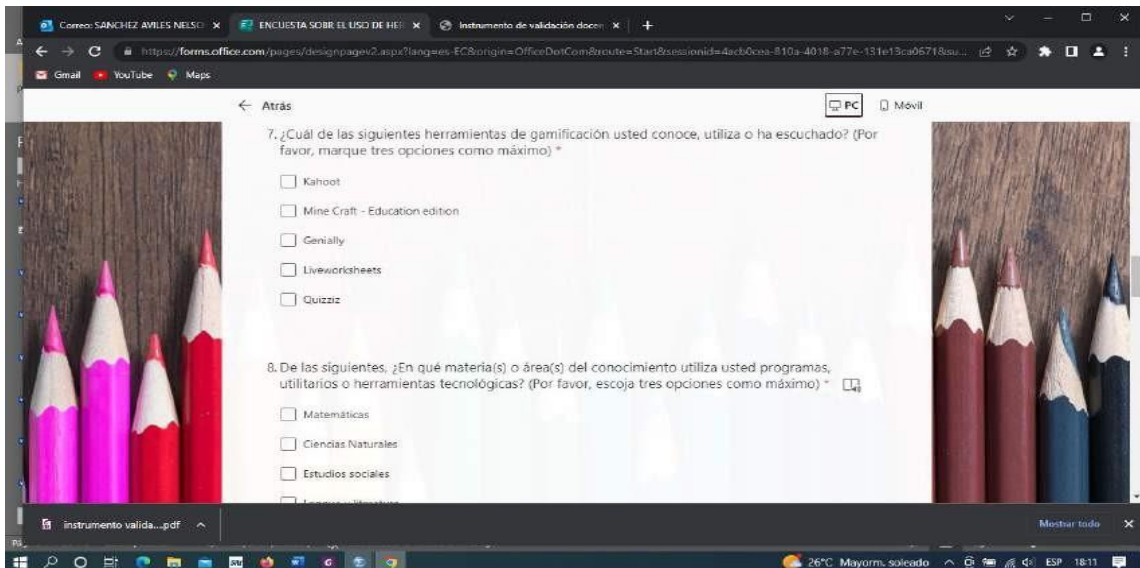 Correo: SANCHEZ AVILES NELSO
ENCUESTA SOBR EL USO DE HER
Instrumento de validación docen
https://forms.office.com/pages/designpagev2.aspx?lang=es-EC&origin=OfficeDotCom&route=Start&sessionid=4acb0cea-810a-4018-a77e-131e13ca0671&isu...
Gmail YouTube Maps
Atrás
PC Móvil
7. ¿Cuál de las siguientes herramientas de gamificación usted conoce, utiliza o ha escuchado? (Por
favor, marque tres opciones como máximo) *
Kahoot
Mine Craft - Education edition
Genially
Liveworksheets
Quizziz
8. De las siguientes, ¿En qué materia(s) o área(s) del conocimiento utiliza usted programas,
utilitarios o herramientas tecnológicas? (Por favor, escoja tres opciones como máximo) *
Matemáticas
Ciencias Naturales
Estudios sociales
instrumento valida....pdf
Mostrar todo
26°C Mayorm. soleado ESP 18:11